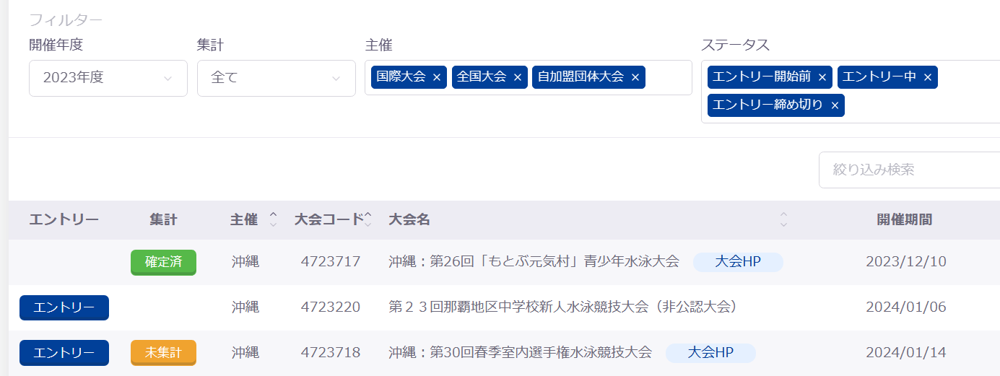 フィルター
開催年度 集計 主催 ステータス
2023年度 全て 国際大会 × 全国大会 × 自加盟団体大会 × エントリー開始前 × エントリー中 ×
エントリー締め切り ×
絞り込み検索
エントリー 集計 主催 大会コード 大会名 開催期間
確定済 沖縄 4723717 沖縄：第26回「もとぶ元気村」青少年水泳大会 大会HP 2023/12/10
エントリー 沖縄 4723220 第２３回那覇地区中学校新人水泳競技大会（非公認大会） 2024/01/06
エントリー 未集計 沖縄 4723718 沖縄：第30回春季室内選手権水泳競技大会 大会HP 2024/01/14